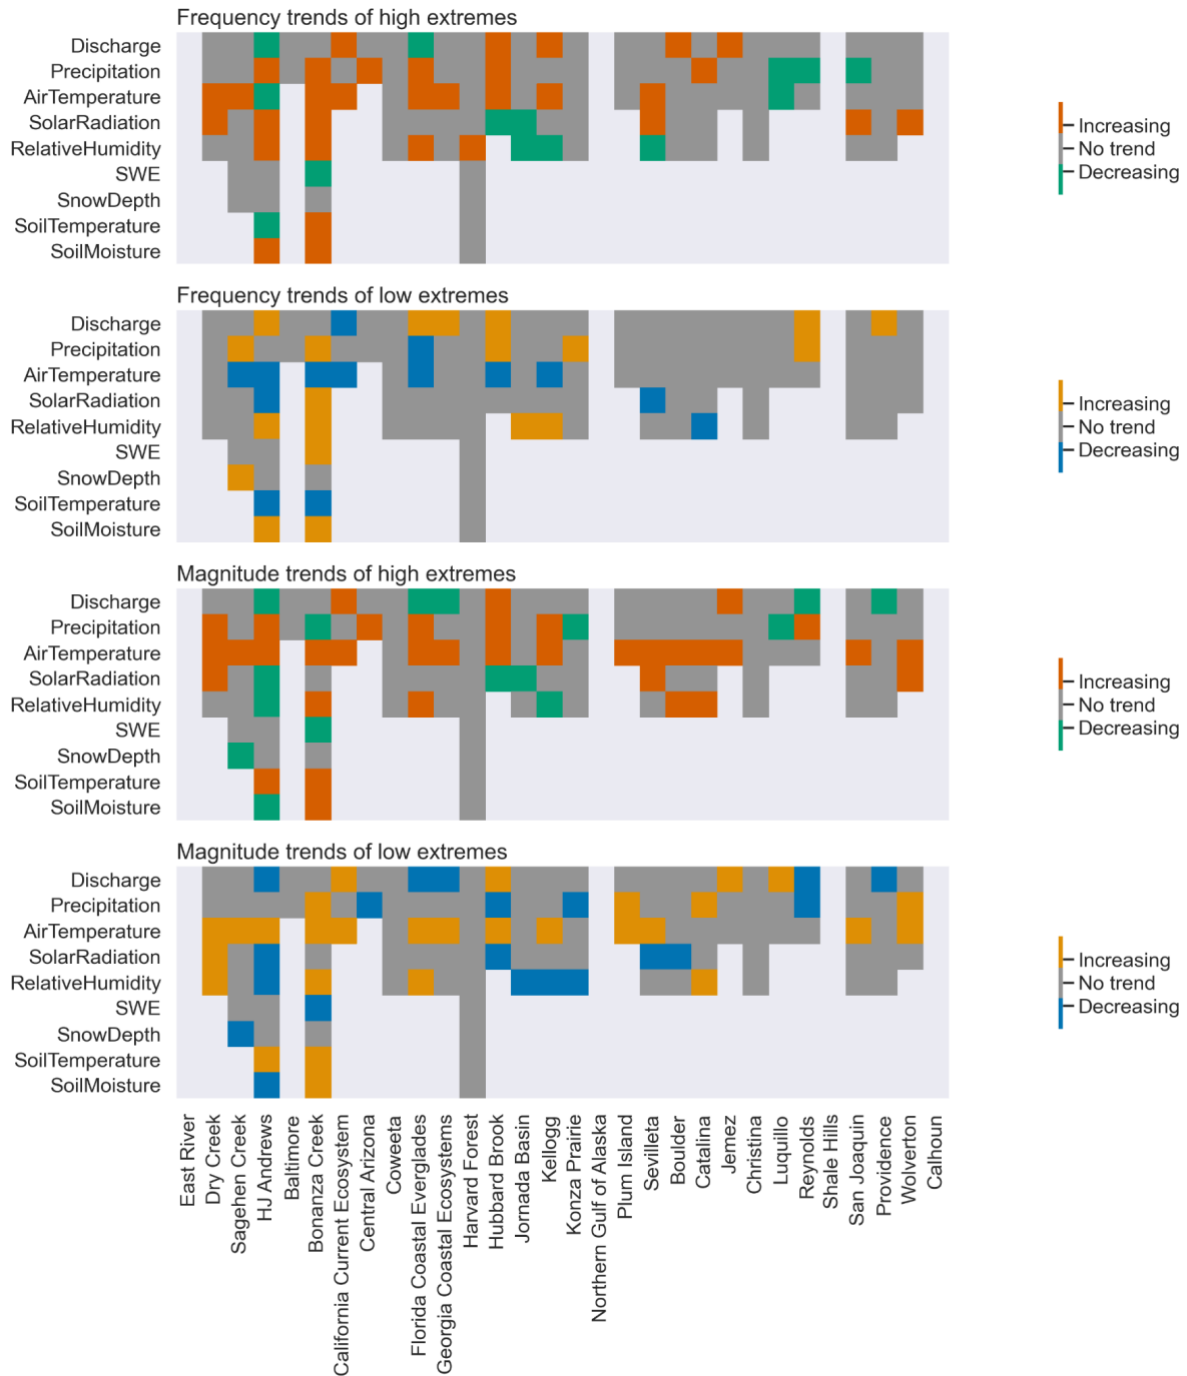 Frequency trends of high extremes
Discharge
Precipitation
AirTemperature
SolarRadiation
RelativeHumidity
SWE
SnowDepth
SoilTemperature
SoilMoisture
Increasing
No trend
Decreasing
Frequency trends of low extremes
Discharge
Precipitation
AirTemperature
SolarRadiation
RelativeHumidity
SWE
SnowDepth
SoilTemperature
SoilMoisture
Increasing
No trend
Decreasing
Magnitude trends of high extremes
Discharge
Precipitation
AirTemperature
SolarRadiation
RelativeHumidity
SWE
SnowDepth
SoilTemperature
SoilMoisture
Increasing
No trend
Decreasing
Magnitude trends of low extremes
Discharge
Precipitation
AirTemperature
SolarRadiation
RelativeHumidity
SWE
SnowDepth
SoilTemperature
SoilMoisture
Increasing
No trend
Decreasing
East River
Dry Creek
Sagehen Creek
HJ Andrews
Baltimore
Bonanza Creek
California Current Ecosystem
Central Arizona
Coweeta
Florida Coastal Everglades
Georgia Coastal Ecosystems
Harvard Forest
Hubbard Brook
Jornada Basin
Kellogg
Konza Prairie
Northern Gulf of Alaska
Plum Island
Sevilleta
Boulder
Catalina
Jemez
Christina
Luquillo
Reynolds
Shale Hills
San Joaquin
Providence
Wolverton
Calhoun